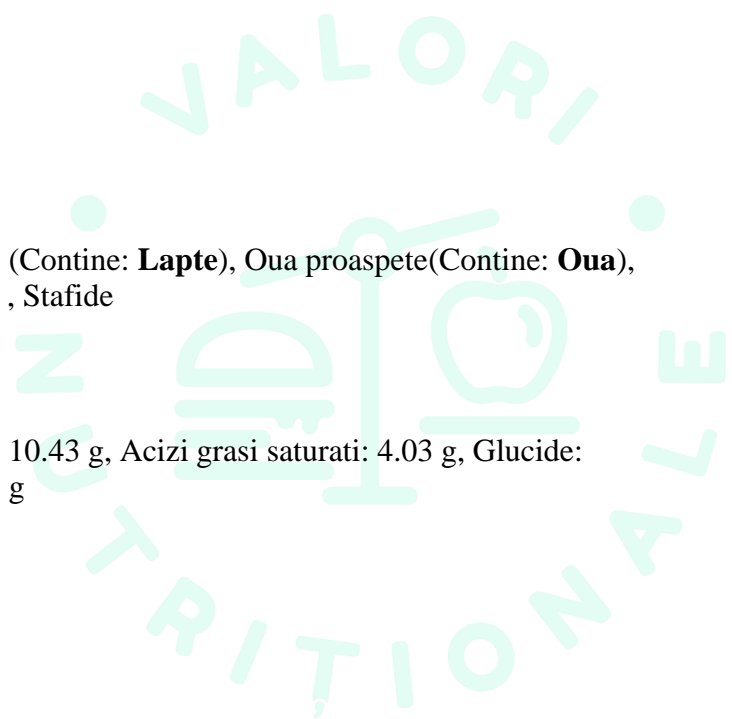 VALORI
(Contine: Lapte), Oua proaspete(Contine: Oua),
, Stafide
10.43 g, Acizi grasi saturati: 4.03 g, Glucide:
g
NUTRITIONALE